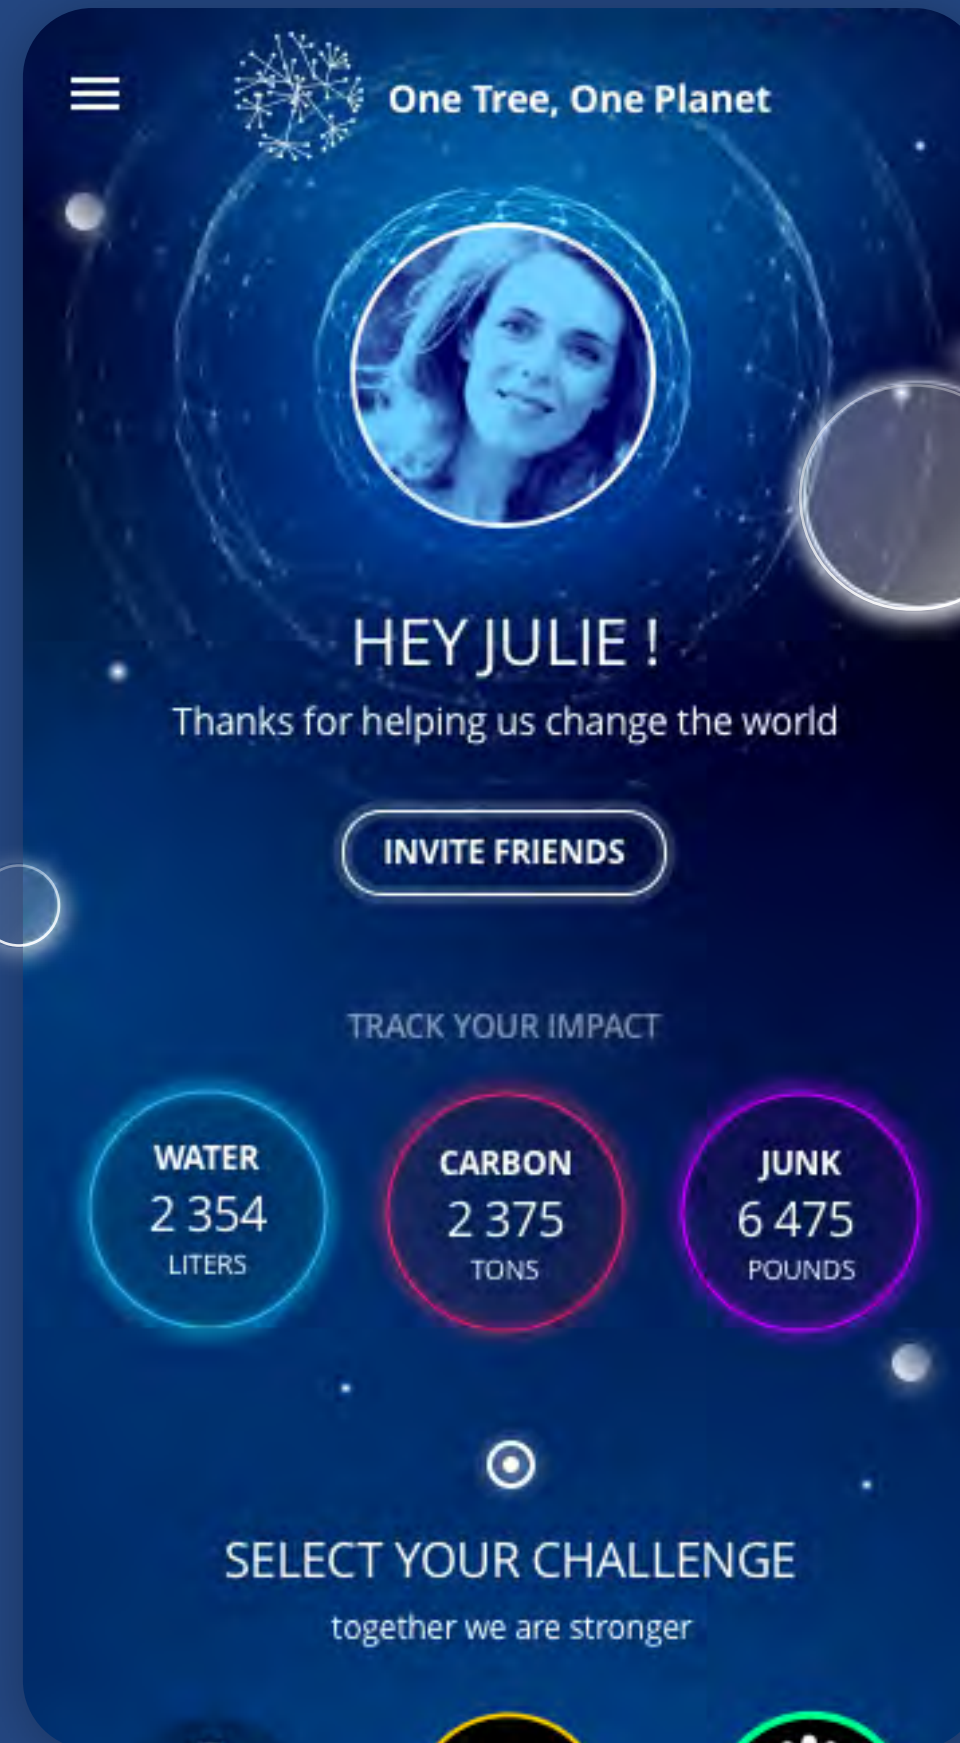 One Tree, One Planet
HEY JULIE !
Thanks for helping us change the world
INVITE FRIENDS
TRACK YOUR IMPACT
WATER
2 354
LITERS
CARBON
2 375
TONS
JUNK
6 475
POUNDS
SELECT YOUR CHALLENGE
together we are stronger